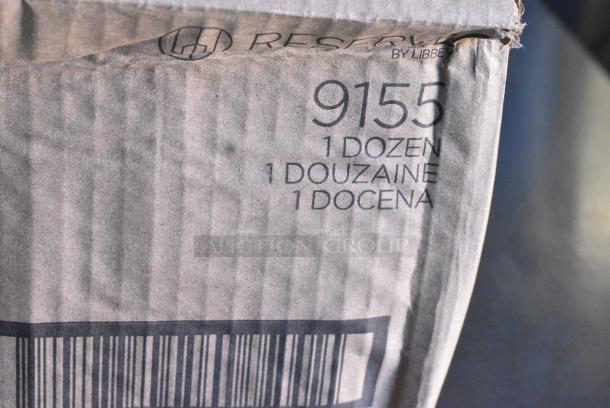 RESERVE
BY LIBBEY
9155
1 DOZEN
1 DOUZAINE
1 DOCENA
AUCTION GROUP